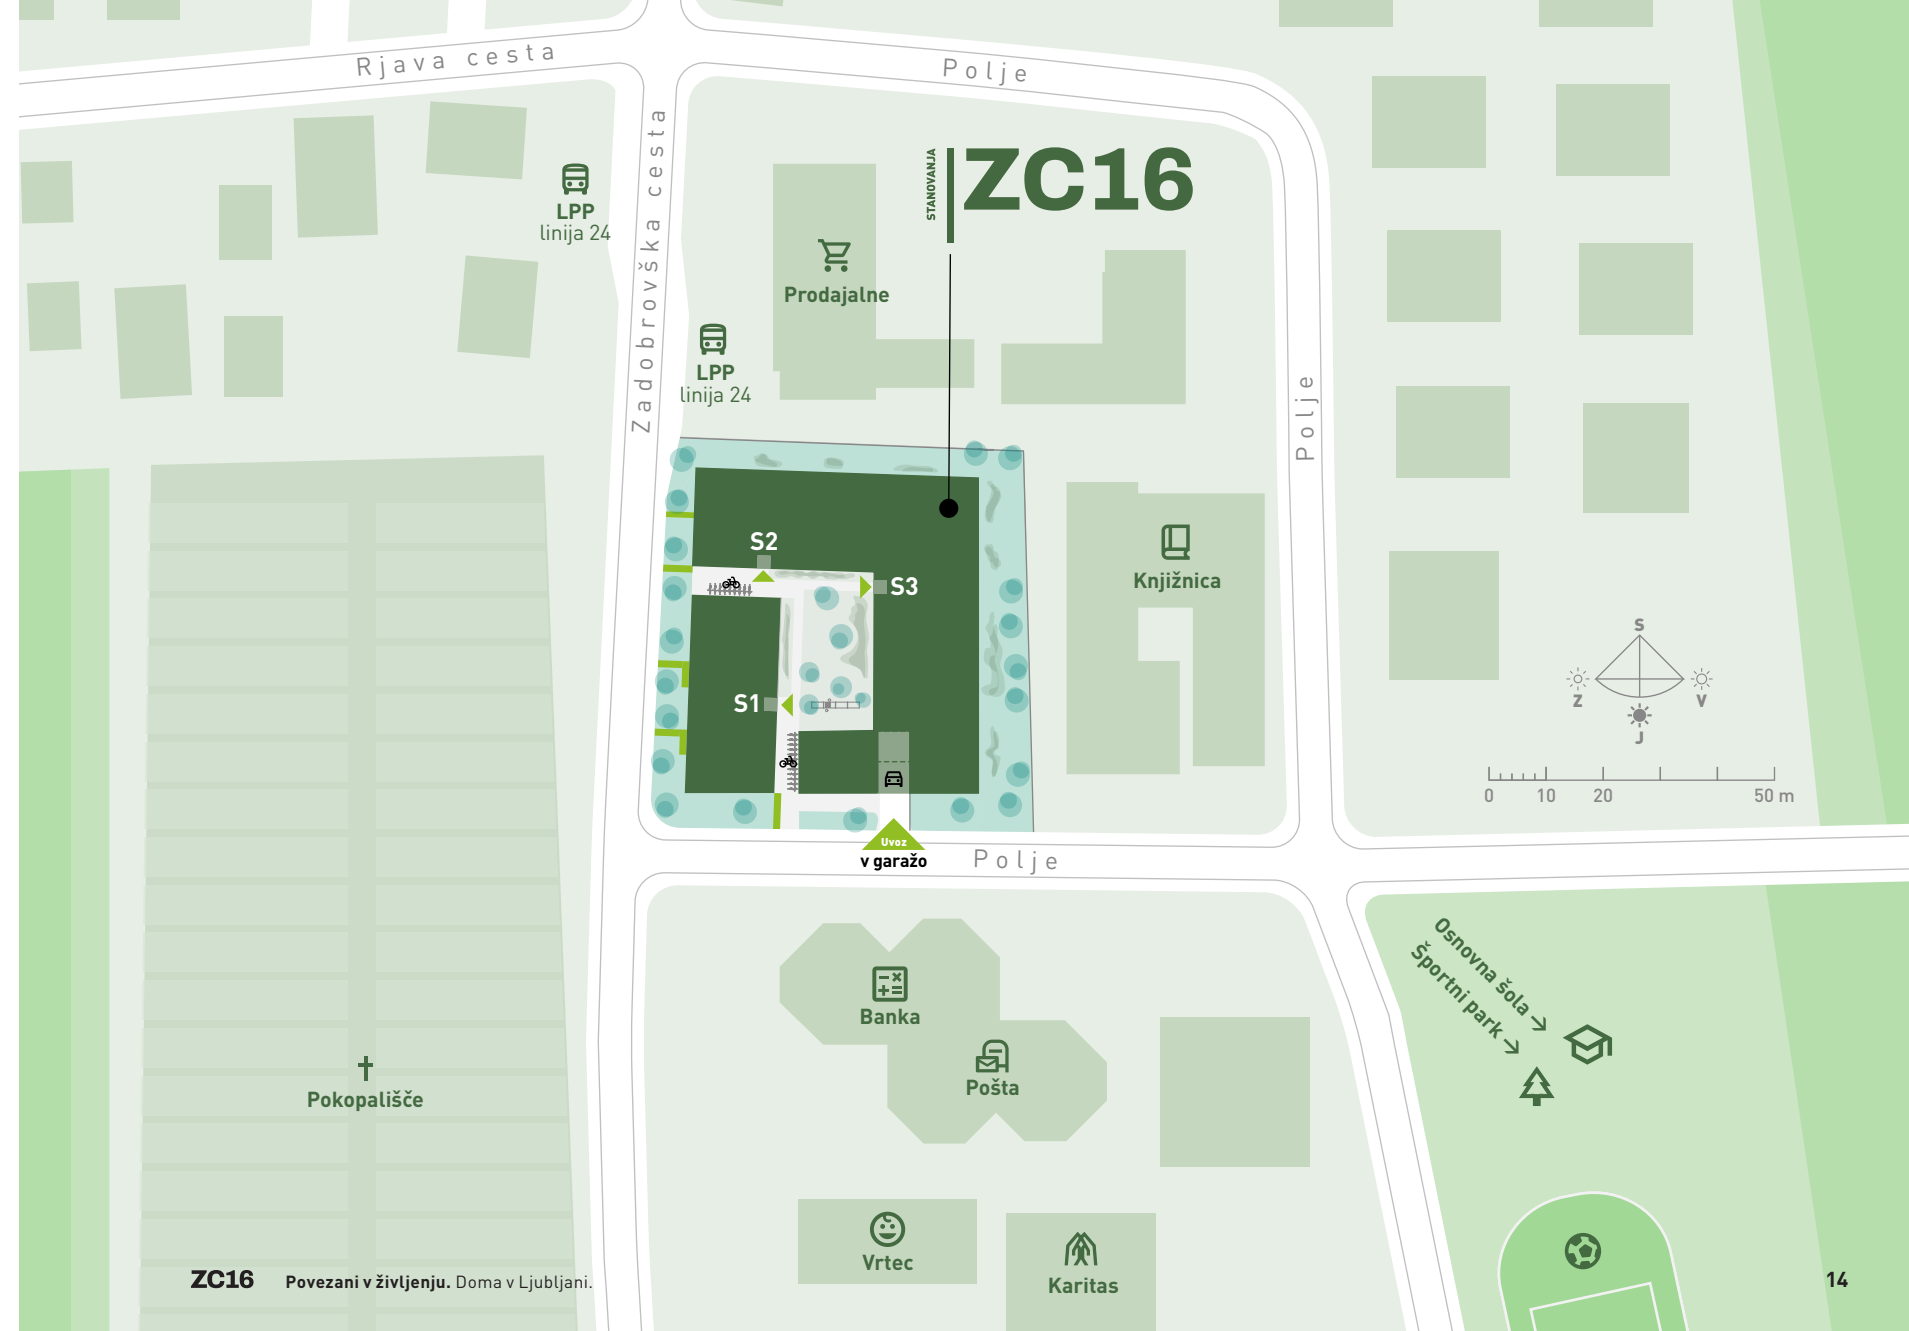 Rjava cesta
Polje
Zadobrovška cesta
STANOVANJA
ZC16
LPP
linija 24
Prodajalne
LPP
linija 24
Polje
S2
S3
S1
Knjižnica
S
Z
V
J
0 10 20 50 m
Uvoz
v garažo
Polje
Osnovna šola →
Športni park →
Banka
Pošta
Pokopališče
Vrtec
Karitas
ZC16 Povezani v življenju. Doma v Ljubljani.
14